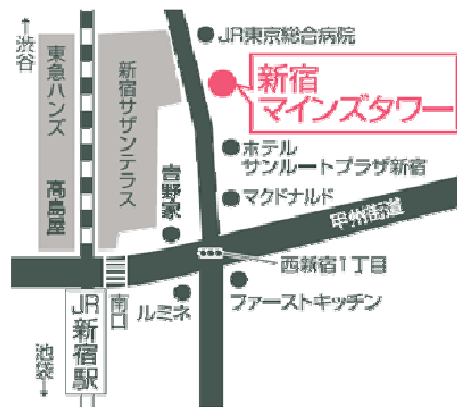 ↑渋谷
東急ハンズ
高島屋
新宿サザンテラス
JR東京総合病院
新宿
マインズタワー
ホテル
サンルートプラザ新宿
マクドナルド
吉野家
甲州街道
西新宿1丁目
ファーストキッチン
ルミネ
南口
JR新宿駅
池袋↓